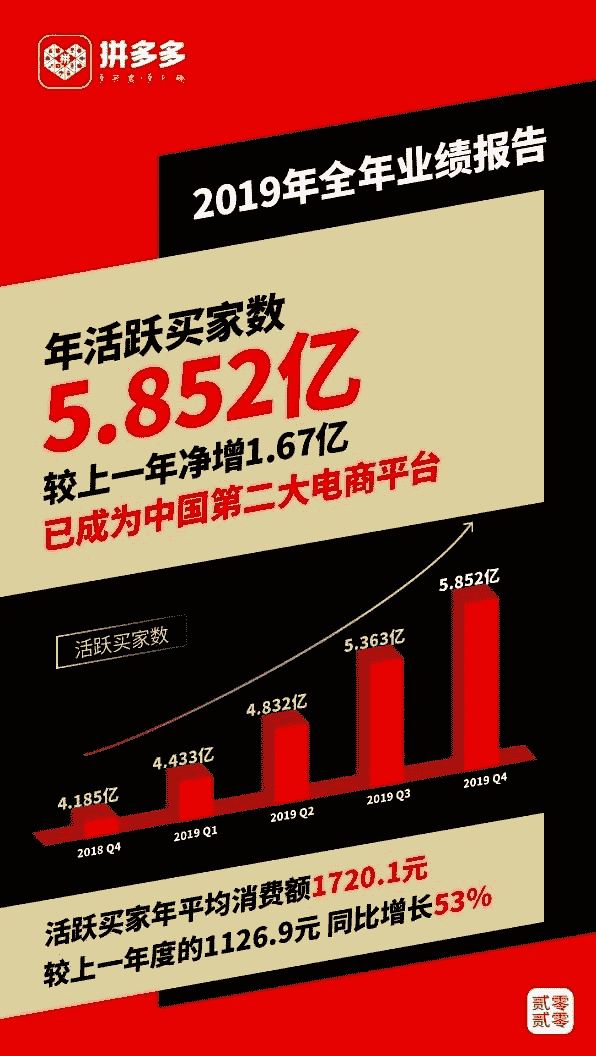 拼多多
2019年全年业绩报告
年活跃买家数
5.852亿
较上一年净增1.67亿
已成为中国第二大电商平台
活跃买家数
5.852亿
5.363亿
4.832亿
4.433亿
4.185亿
2018 Q4
2019 Q1
2019 Q2
2019 Q3
2019 Q4
活跃买家年平均消费额1720.1元
较上一年度的1126.9元 同比增长53%
贰零
贰零